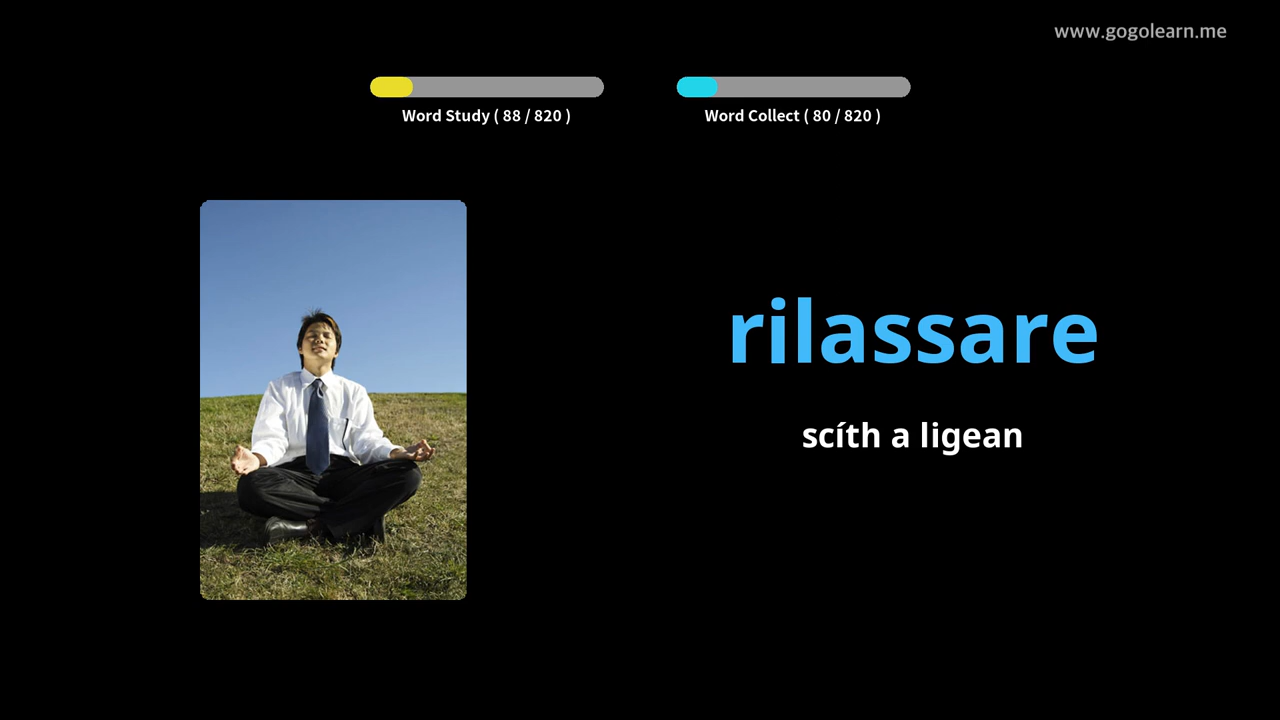 www.gogolearn.me
Word Study ( 88 / 820 )
Word Collect ( 80 / 820 )
rilassare
scíth a ligean